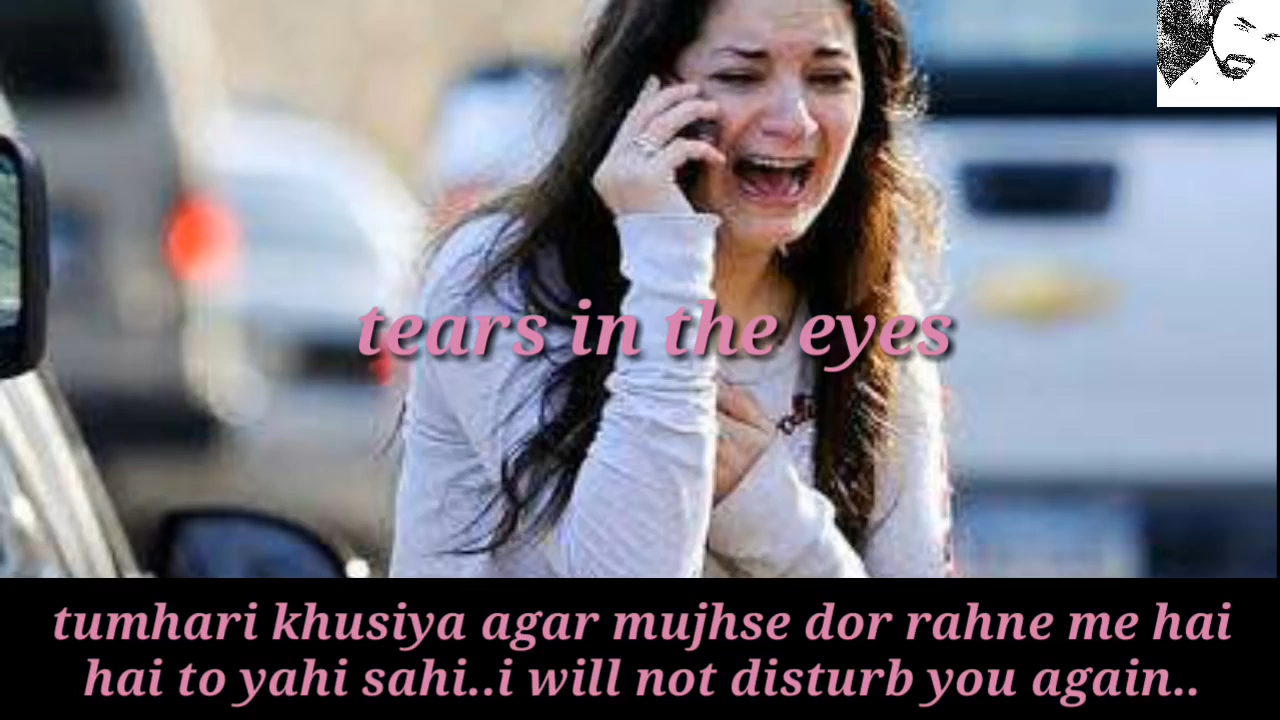 tears in the eyes
tumhari khusiya agar mujhse dor rahne me hai
hai to yahi sahi..i will not disturb you again..